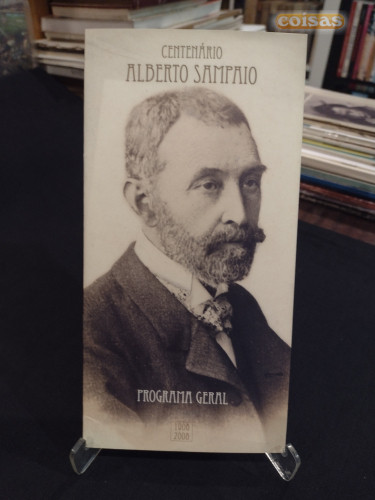 coisas
CENTENÁRIO
ALBERTO SAMPAIO
PROGRAMA GERAL
1908
2008